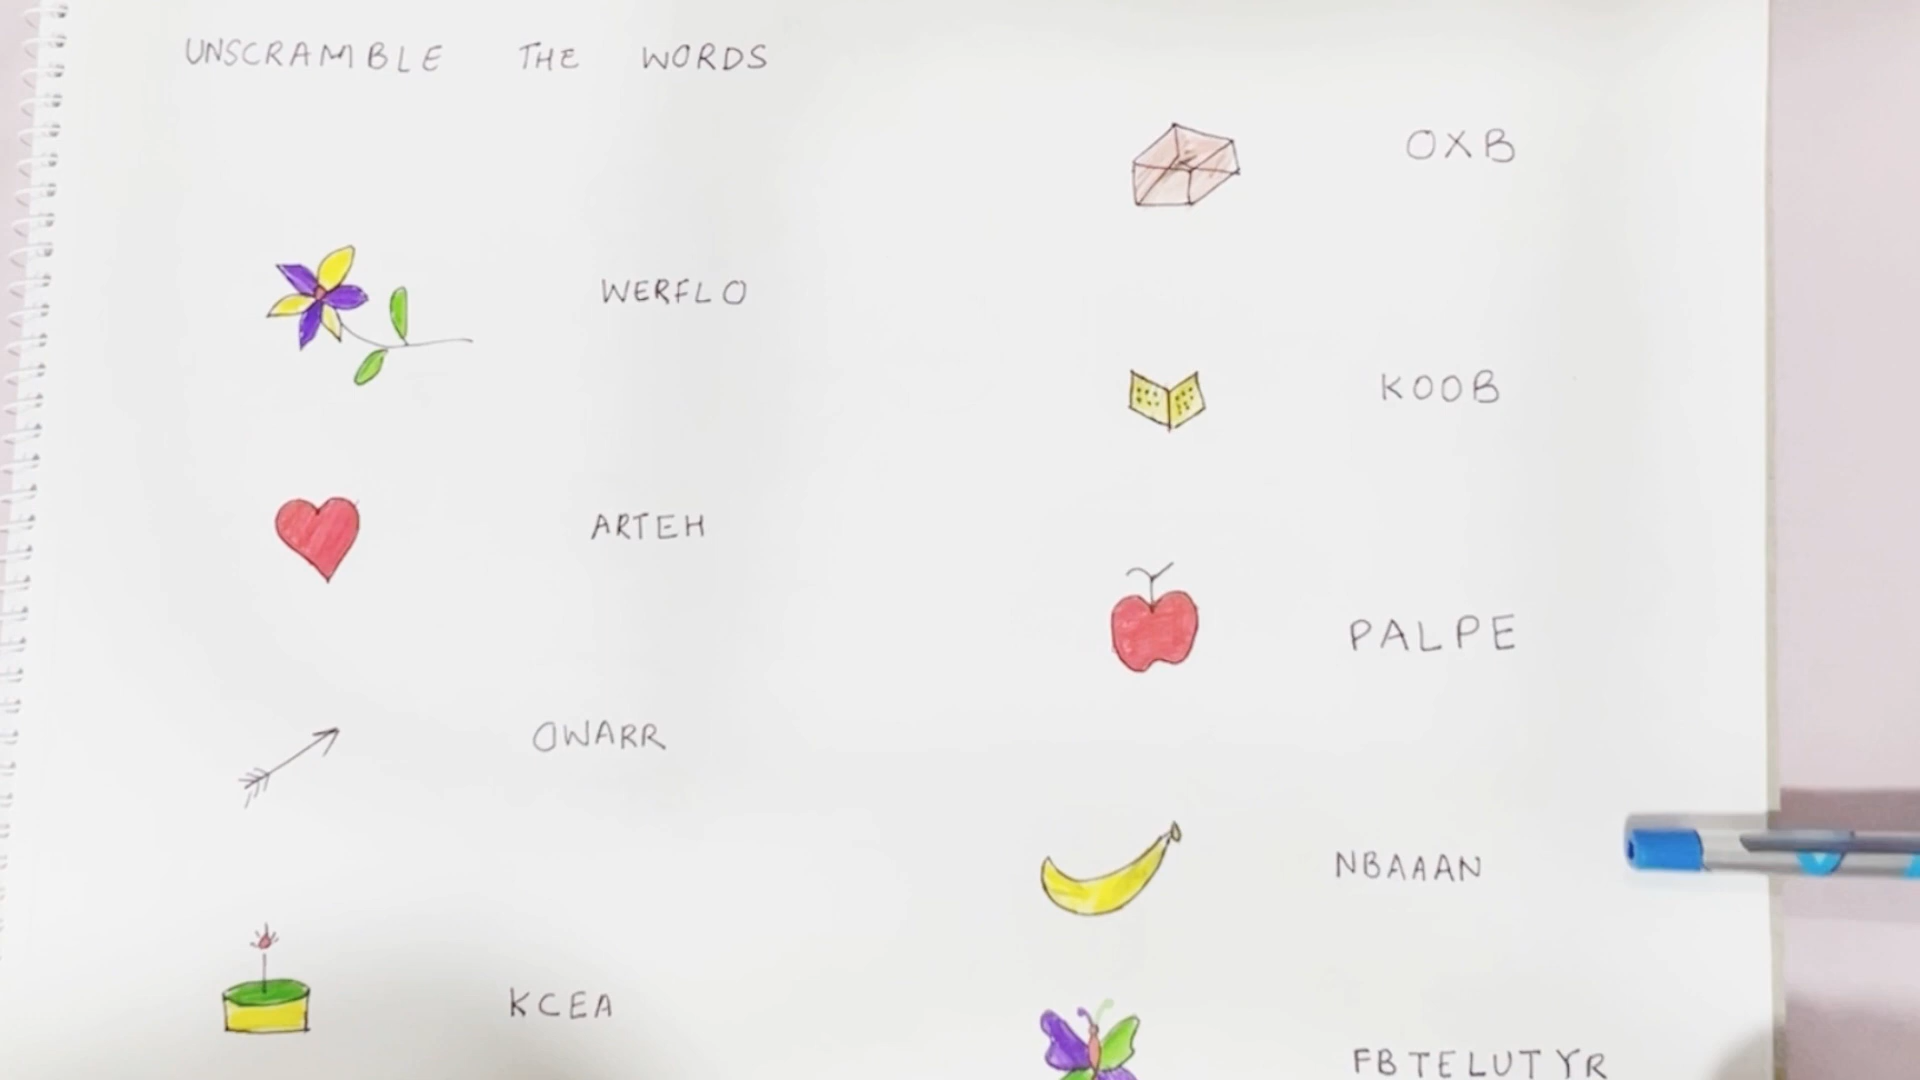 UNSCRAMBLE THE WORDS
WERFLO
ARTEH
OWARR
KCEA
OXB
KOOB
PALPE
NBAAAN
FBTELUTYR